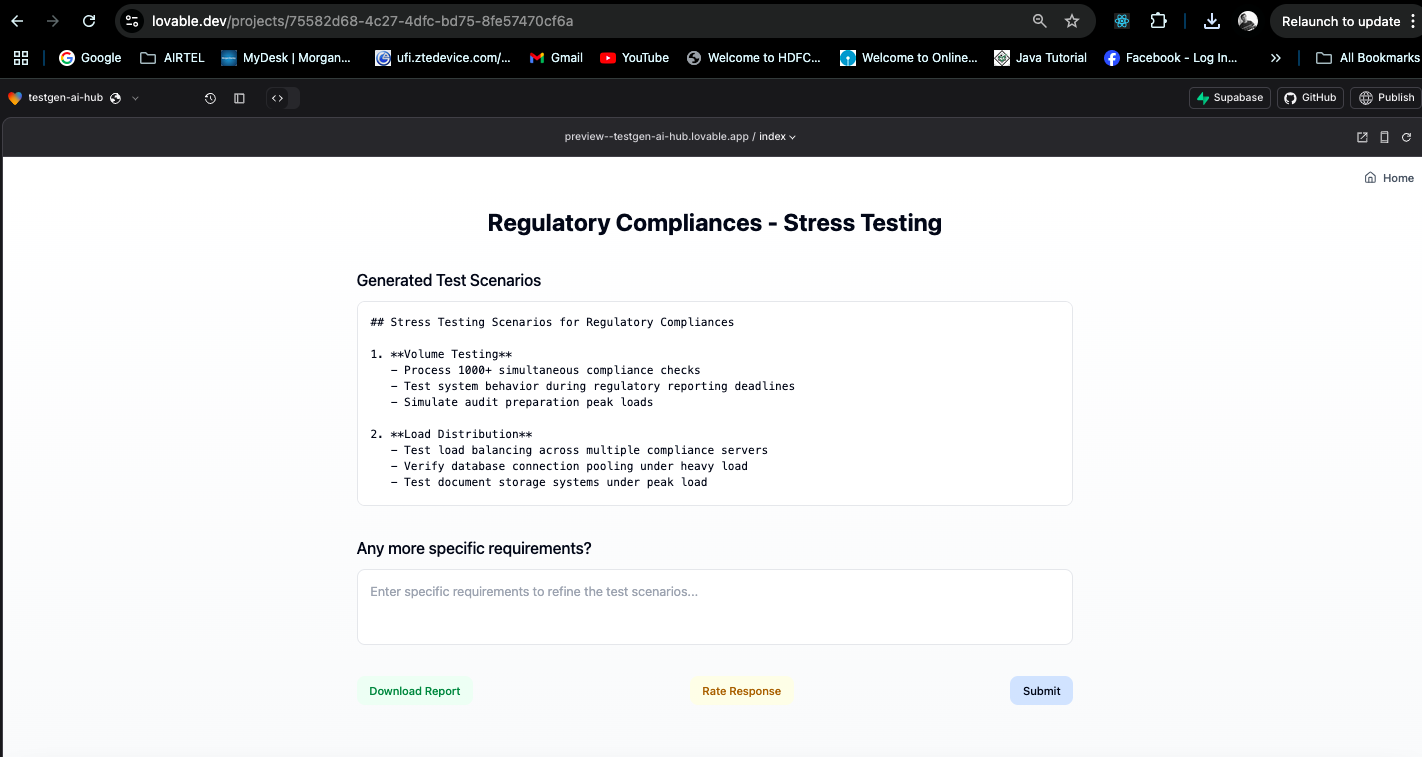 lovable.dev/projects/75582d68-4c27-4dfc-bd75-8fe57470cf6a
Relaunch to update
Google AIRTEL MyDesk | Morgan... ufi.ztedevice.com/... Gmail YouTube Welcome to HDFC... Welcome to Online... Java Tutorial Facebook - Log In... » All Bookmarks
testgen-ai-hub Supabase GitHub Publish
preview--testgen-ai-hub.lovable.app / index
Home
Regulatory Compliances - Stress Testing
Generated Test Scenarios
## Stress Testing Scenarios for Regulatory Compliances
1. **Volume Testing**
- Process 1000+ simultaneous compliance checks
- Test system behavior during regulatory reporting deadlines
- Simulate audit preparation peak loads
2. **Load Distribution**
- Test load balancing across multiple compliance servers
- Verify database connection pooling under heavy load
- Test document storage systems under peak load
Any more specific requirements?
Enter specific requirements to refine the test scenarios...
Download Report Rate Response Submit